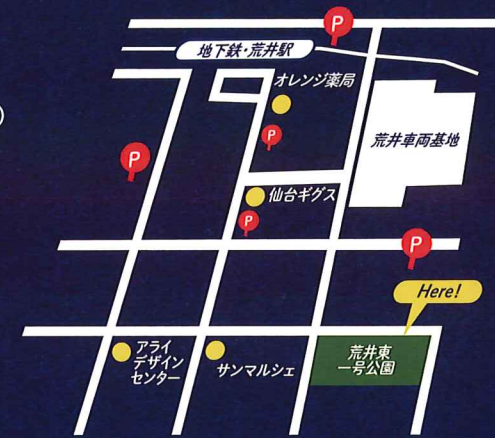 P
地下鉄・荒井駅
オレンジ薬局
P
荒井車両基地
P
仙台ギグス
P
P
Here!
アライ
デザイン
センター
サンマルシェ
荒井東
一号公園